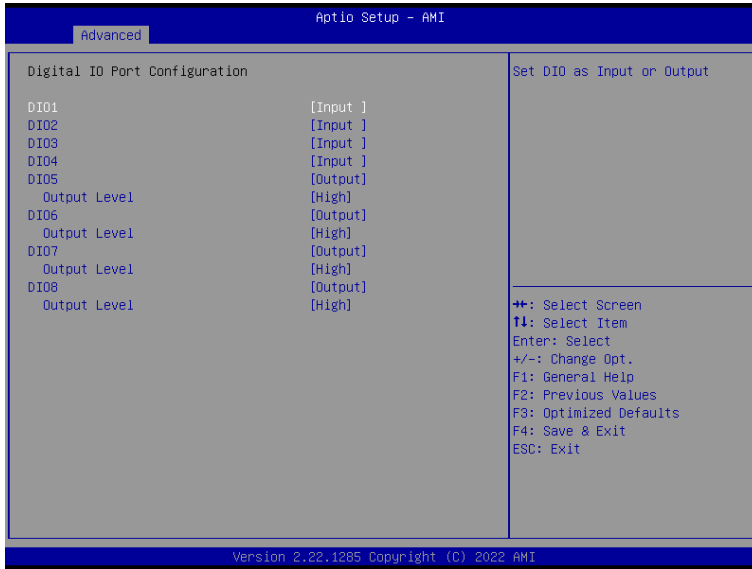 Aptio Setup – AMI
Advanced
Digital IO Port Configuration
DIO1 [Input ]
DIO2 [Input ]
DIO3 [Input ]
DIO4 [Input ]
DIO5 [Output]
Output Level [High]
DIO6 [Output]
Output Level [High]
DIO7 [Output]
Output Level [High]
DIO8 [Output]
Output Level [High]
Set DIO as Input or Output
→←: Select Screen
↑↓: Select Item
Enter: Select
+/-: Change Opt.
F1: General Help
F2: Previous Values
F3: Optimized Defaults
F4: Save & Exit
ESC: Exit
Version 2.22.1285 Copyright (C) 2022 AMI